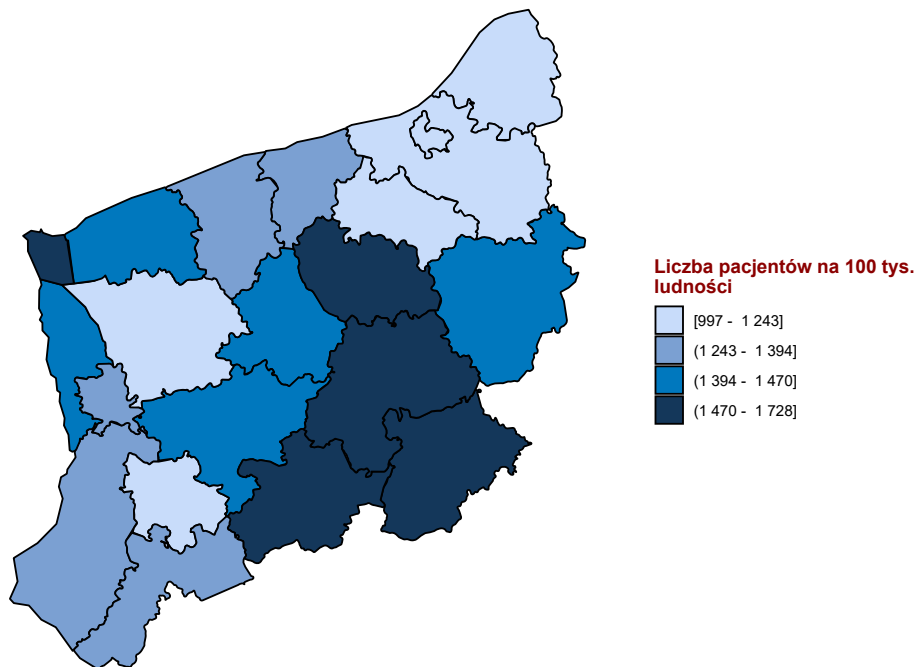 Liczba pacjentów na 100 tys.
ludności
[997 - 1 243]
(1 243 - 1 394]
(1 394 - 1 470]
(1 470 - 1 728]